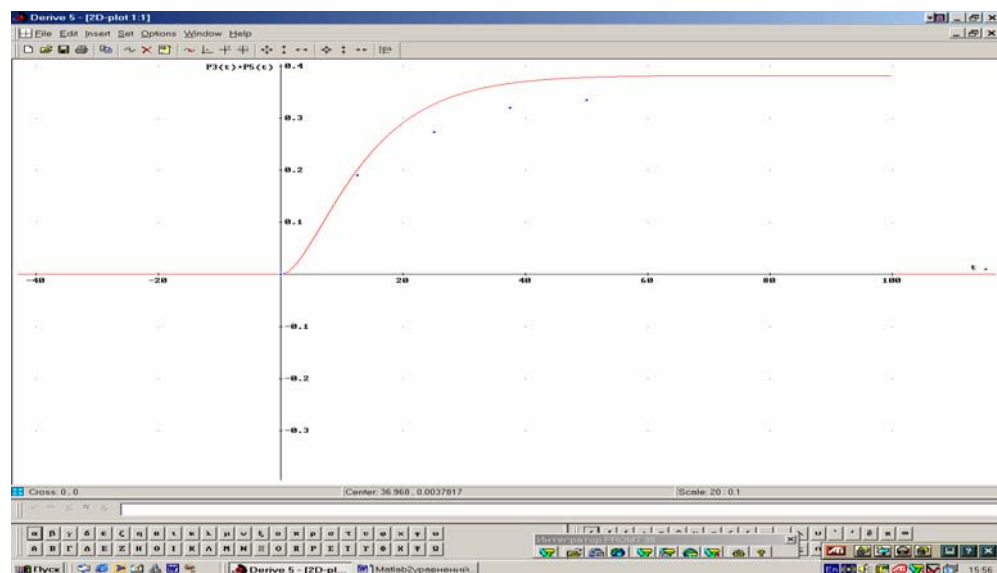 Derive 5 - [2D-plot 1:1]
File Edit Insert Set Options Window Help
P3(t)+P5(t)
0.4
0.3
0.2
0.1
-40 -20 20 40 60 80 100
t
-0.1
-0.2
-0.3
Cross: 0, 0 Center: 36.968, 0.0037817 Scale: 20 : 0.1
α β γ δ ε ζ η θ ι κ λ μ ν ξ ο π ρ σ τ υ φ χ ψ ω
Интегратор PROMT 98
Α Β Γ Δ Ε Ζ Η Θ Ι Κ Λ Μ Ν Ξ Ο Π Ρ Σ Τ Υ Φ Χ Ψ Ω
Пуск Derive 5 - [2D-pl... Matlab2уравнений... En 15:56